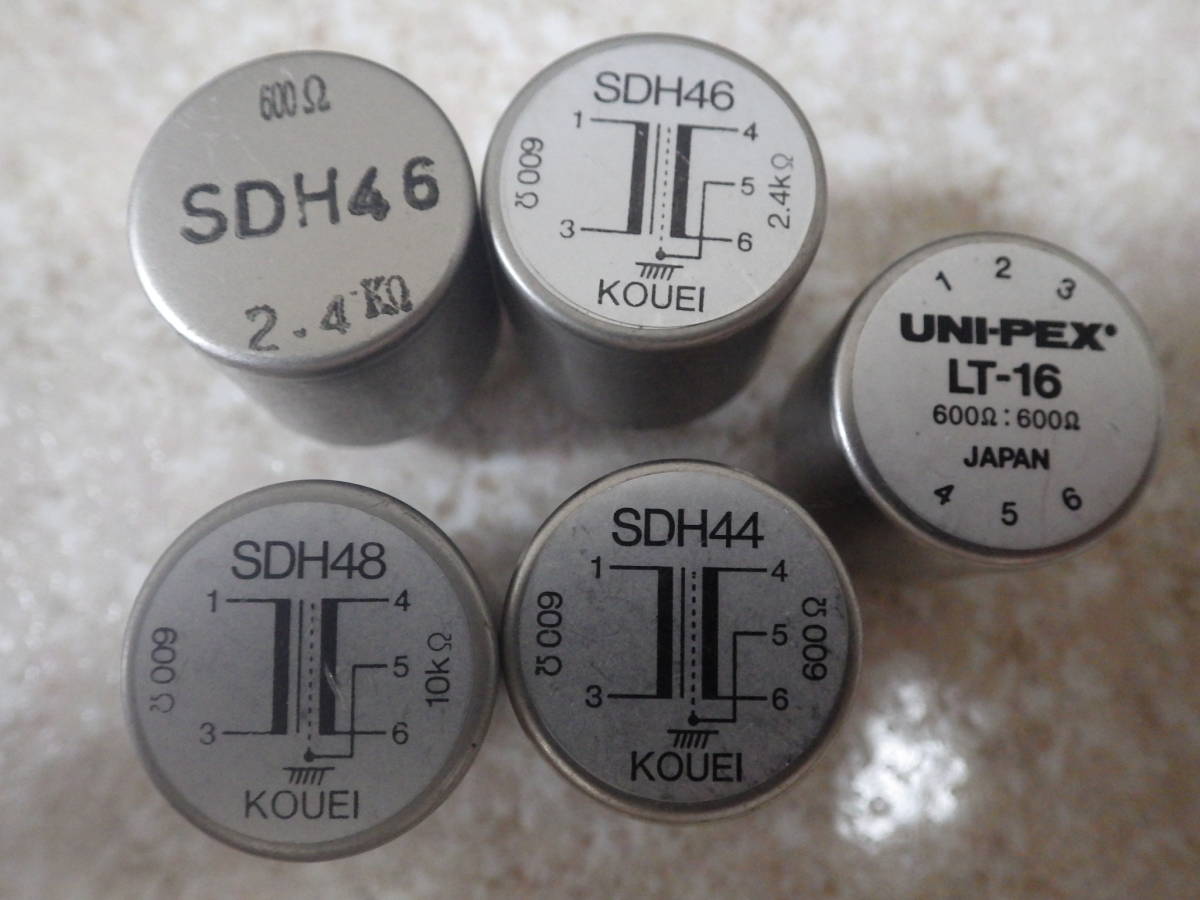 600Ω
SDH46
2.4KΩ
SDH46
1
4
600Ω
2.4kΩ
5
3
6
KOUEI
1 2 3
UNI-PEX
LT-16
600Ω:600Ω
JAPAN
4 5 6
SDH48
1
4
600Ω
10kΩ
5
3
6
KOUEI
SDH44
1
4
600Ω
600Ω
5
3
6
KOUEI